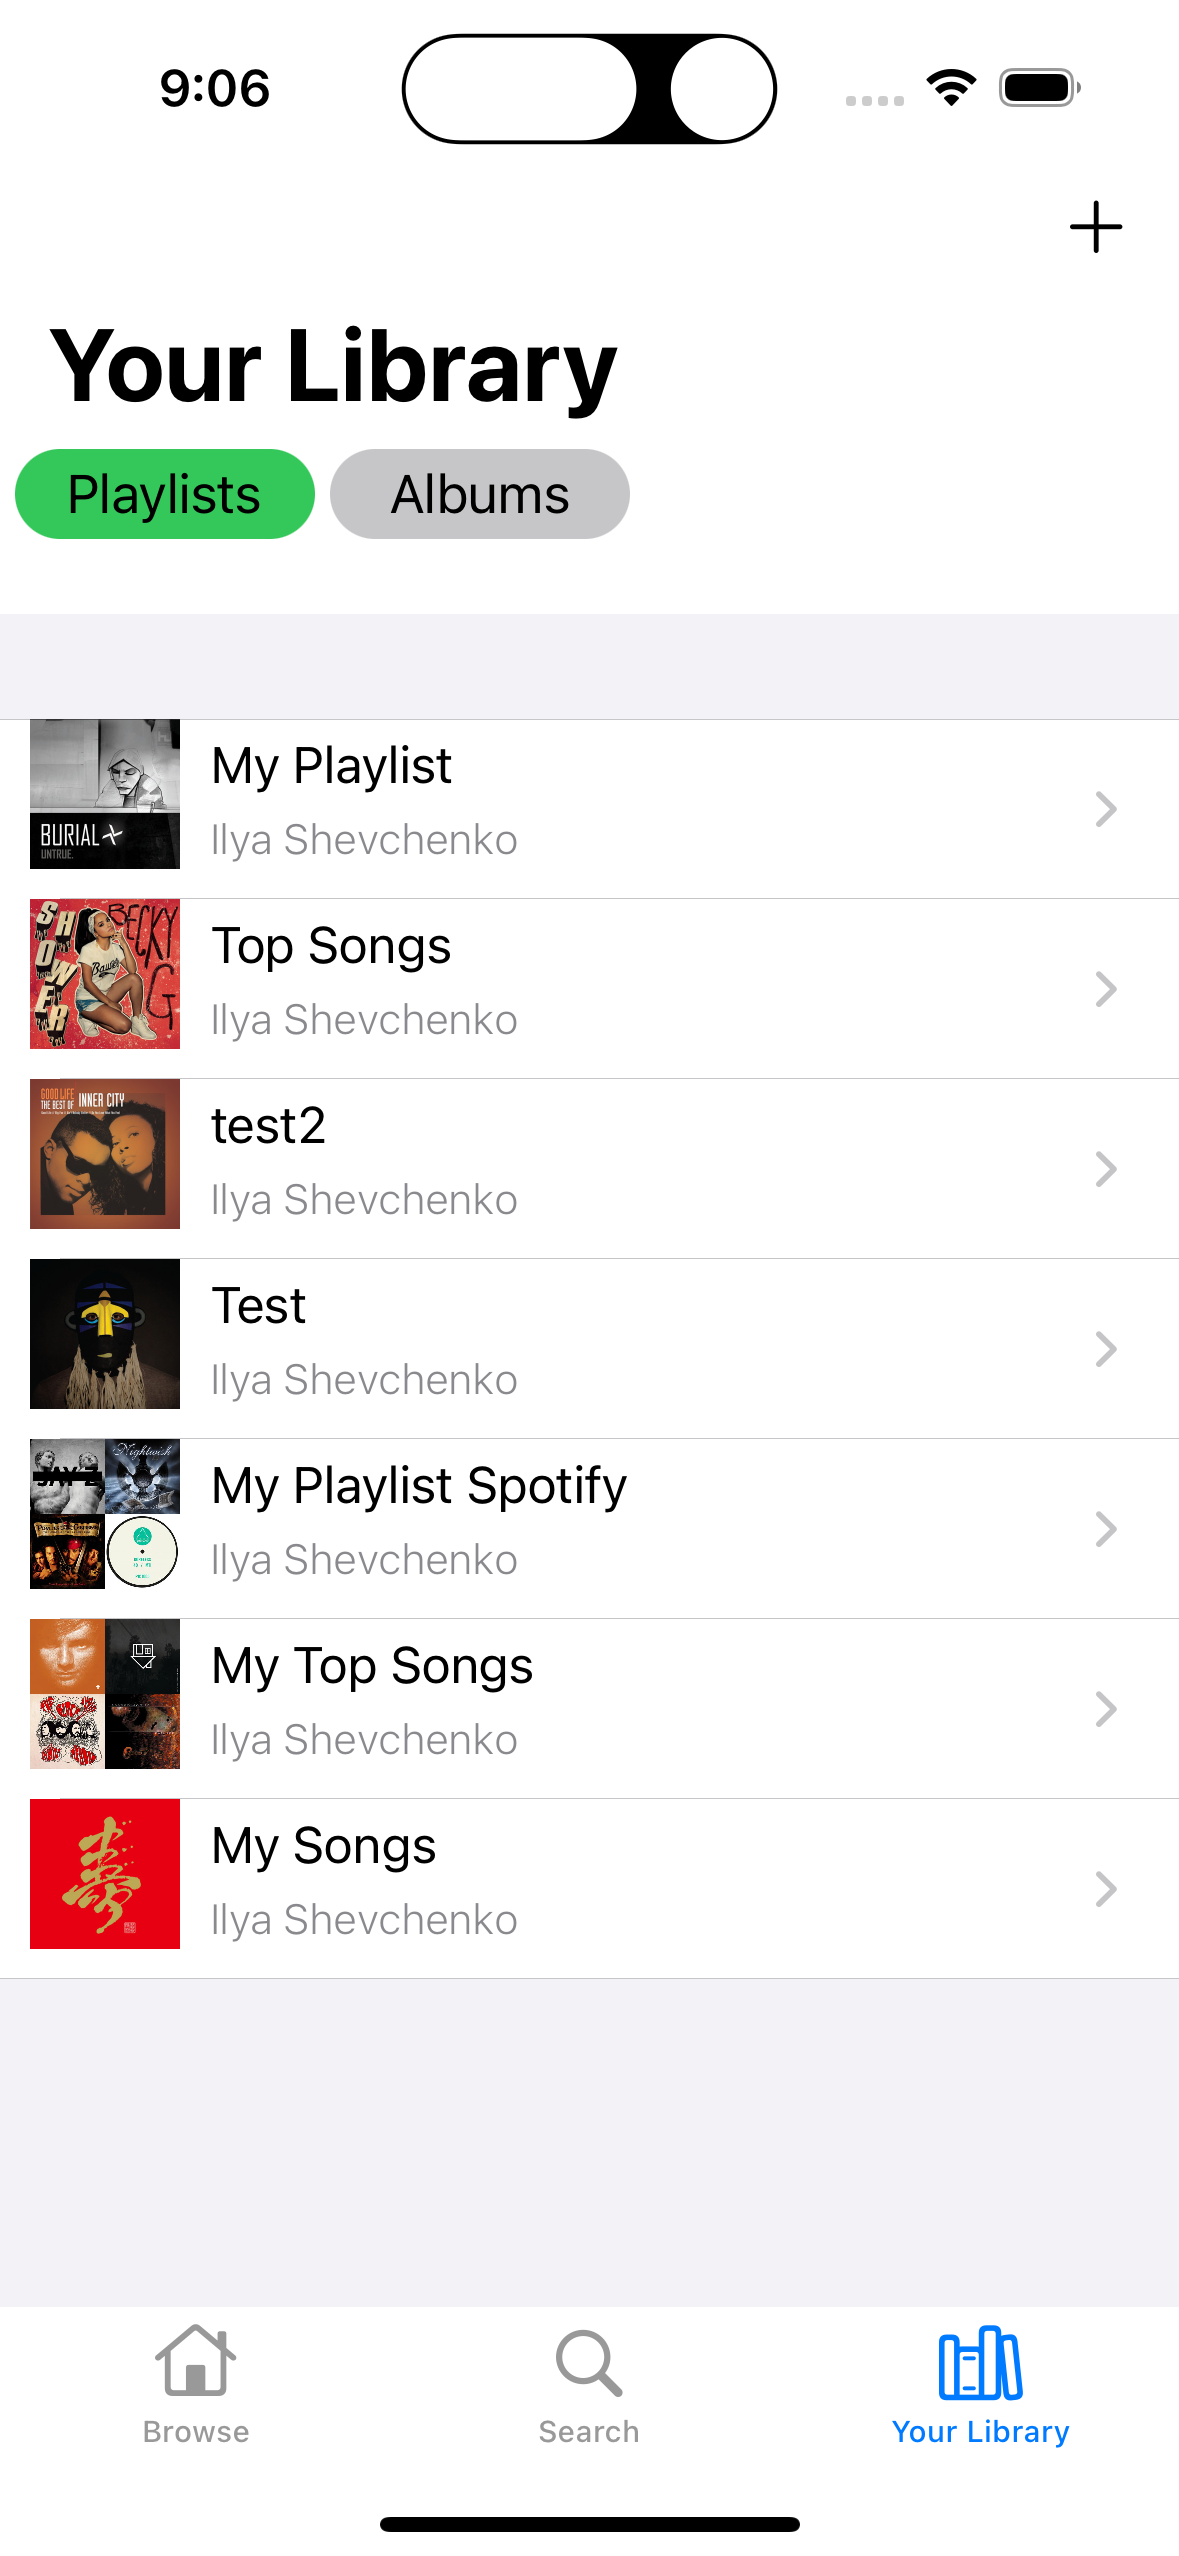 9:06
Your Library
Playlists
Albums
My Playlist
Ilya Shevchenko
BURIAL
UNTRUE.
Top Songs
Ilya Shevchenko
SHOWER
BECKY G
test2
Ilya Shevchenko
GOOD LIFE
THE BEST OF INNER CITY
Test
Ilya Shevchenko
My Playlist Spotify
Ilya Shevchenko
JAY Z
Nightwish
My Top Songs
Ilya Shevchenko
My Songs
Ilya Shevchenko
壽
Browse
Search
Your Library